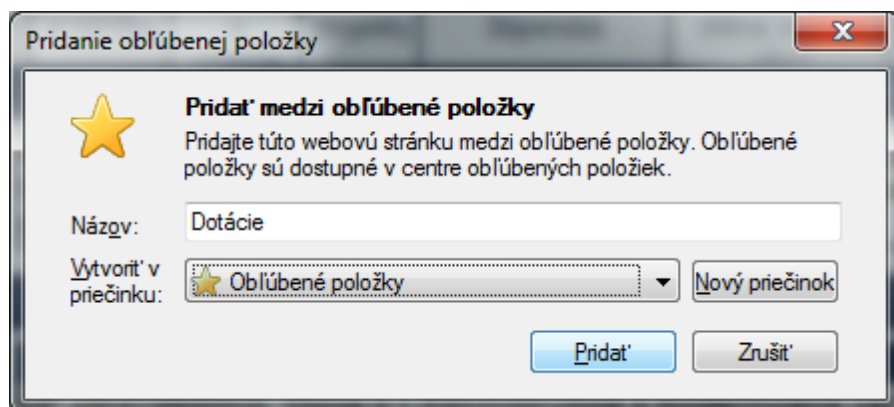 Pridanie obľúbenej položky
Pridať medzi obľúbené položky
Pridajte túto webovú stránku medzi obľúbené položky. Obľúbené
položky sú dostupné v centre obľúbených položiek.
Názov:
Dotácie
Vytvoriť v
priečinku:
Obľúbené položky
Nový priečinok
Pridať
Zrušiť